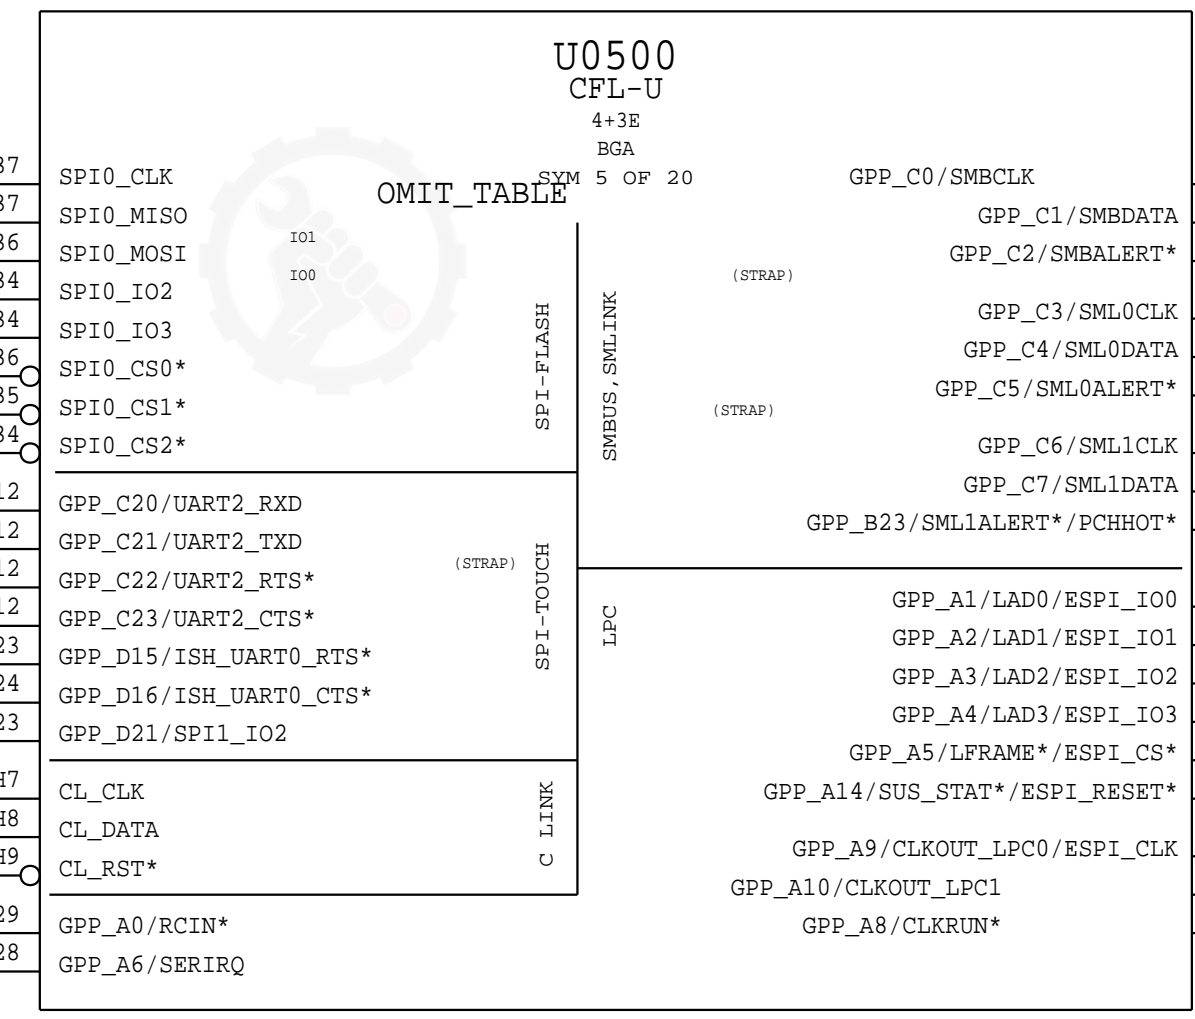 U0500
CFL-U
4+3E
BGA
SYM 5 OF 20
OMIT_TABLE
SPI0_CLK
SPI0_MISO
IO1
SPI0_MOSI
IO0
SPI0_IO2
SPI0_IO3
SPI0_CS0*
SPI0_CS1*
SPI0_CS2*
SPI-FLASH
GPP_C20/UART2_RXD
GPP_C21/UART2_TXD
(STRAP)
GPP_C22/UART2_RTS*
GPP_C23/UART2_CTS*
GPP_D15/ISH_UART0_RTS*
GPP_D16/ISH_UART0_CTS*
GPP_D21/SPI1_IO2
SPI-TOUCH
CL_CLK
CL_DATA
CL_RST*
C LINK
GPP_A0/RCIN*
GPP_A6/SERIRQ
GPP_C0/SMBCLK
GPP_C1/SMBDATA
GPP_C2/SMBALERT*
(STRAP)
GPP_C3/SML0CLK
GPP_C4/SML0DATA
GPP_C5/SML0ALERT*
(STRAP)
GPP_C6/SML1CLK
GPP_C7/SML1DATA
GPP_B23/SML1ALERT*/PCHHOT*
SMBUS,SMLINK
GPP_A1/LAD0/ESPI_IO0
GPP_A2/LAD1/ESPI_IO1
GPP_A3/LAD2/ESPI_IO2
GPP_A4/LAD3/ESPI_IO3
GPP_A5/LFRAME*/ESPI_CS*
GPP_A14/SUS_STAT*/ESPI_RESET*
LPC
GPP_A9/CLKOUT_LPC0/ESPI_CLK
GPP_A10/CLKOUT_LPC1
GPP_A8/CLKRUN*